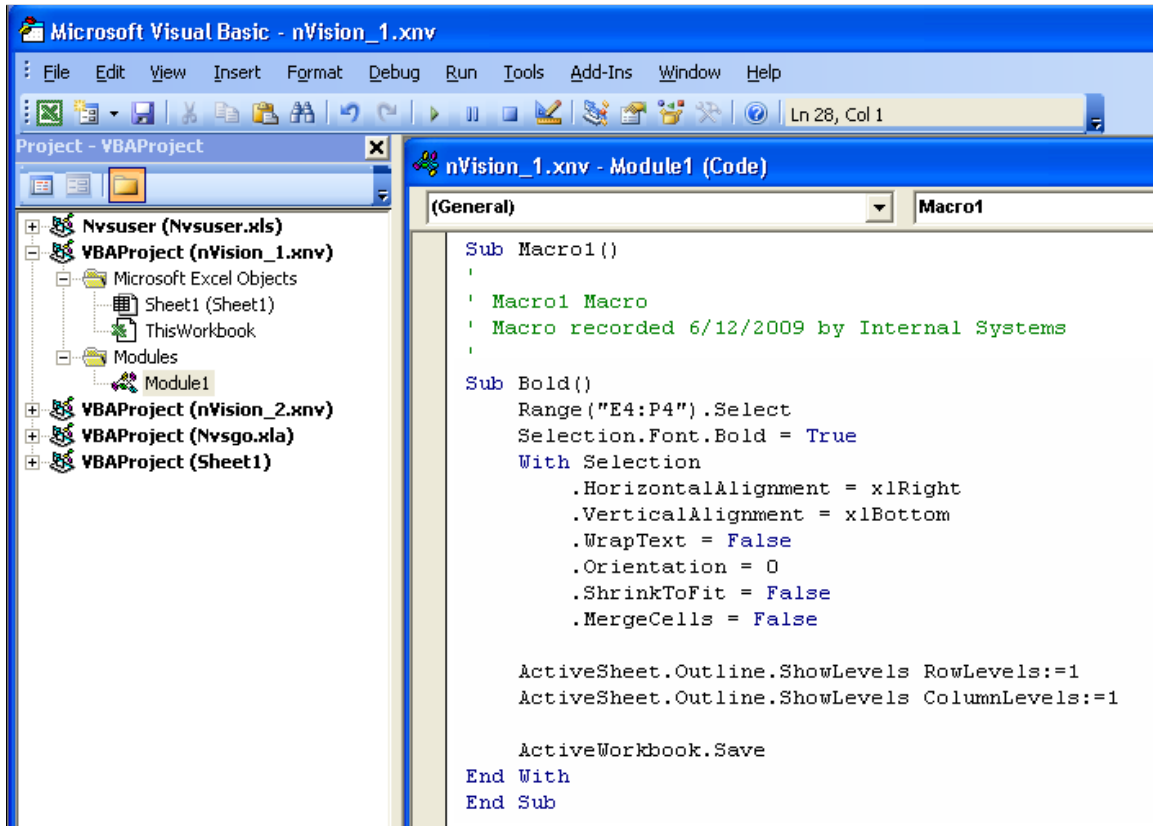 Microsoft Visual Basic - nVision_1.xnv
File Edit View Insert Format Debug Run Tools Add-Ins Window Help
Ln 28, Col 1
Project - VBAProject
Nvsuser (Nvsuser.xls)
VBAProject (nVision_1.xnv)
Microsoft Excel Objects
Sheet1 (Sheet1)
ThisWorkbook
Modules
Module1
VBAProject (nVision_2.xnv)
VBAProject (Nvsgo.xla)
VBAProject (Sheet1)
nVision_1.xnv - Module1 (Code)
(General) Macro1
Sub Macro1()
'
' Macro1 Macro
' Macro recorded 6/12/2009 by Internal Systems
'
Sub Bold()
Range("E4:P4").Select
Selection.Font.Bold = True
With Selection
.HorizontalAlignment = xlRight
.VerticalAlignment = xlBottom
.WrapText = False
.Orientation = 0
.ShrinkToFit = False
.MergeCells = False
ActiveSheet.Outline.ShowLevels RowLevels:=1
ActiveSheet.Outline.ShowLevels ColumnLevels:=1
ActiveWorkbook.Save
End With
End Sub